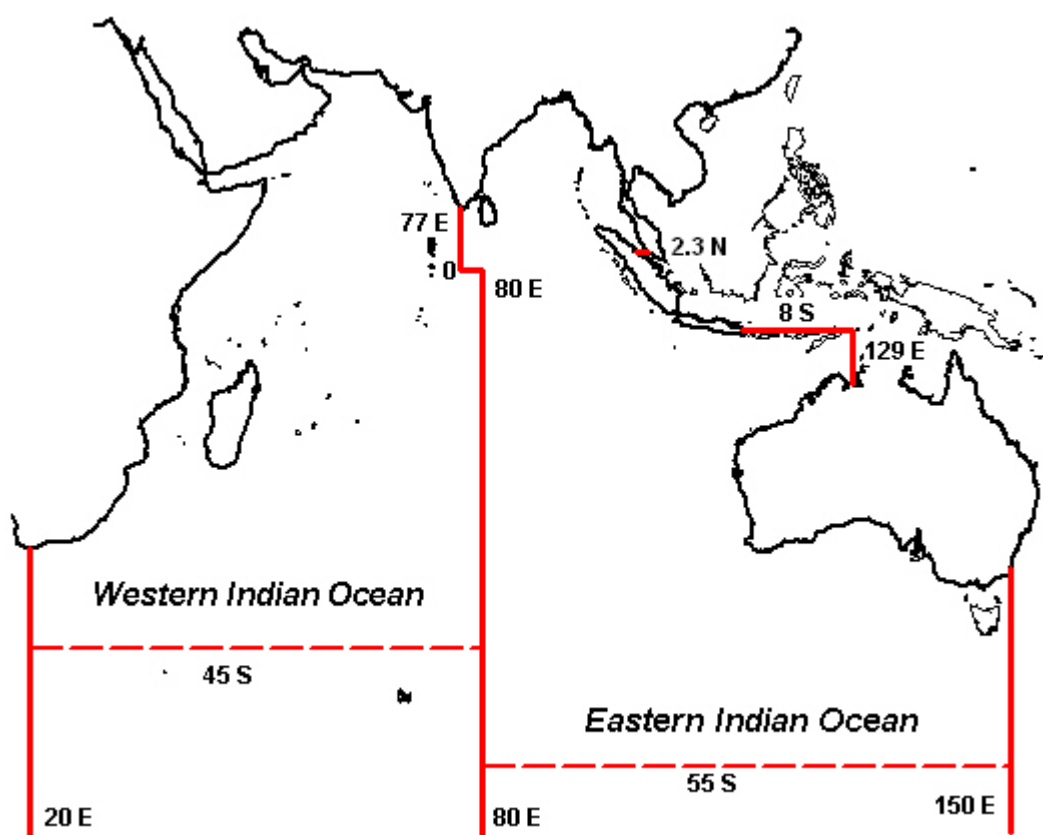 77 E
2.3 N
0
80 E
8 S
129 E
Western Indian Ocean
45 S
Eastern Indian Ocean
55 S
20 E
80 E
150 E